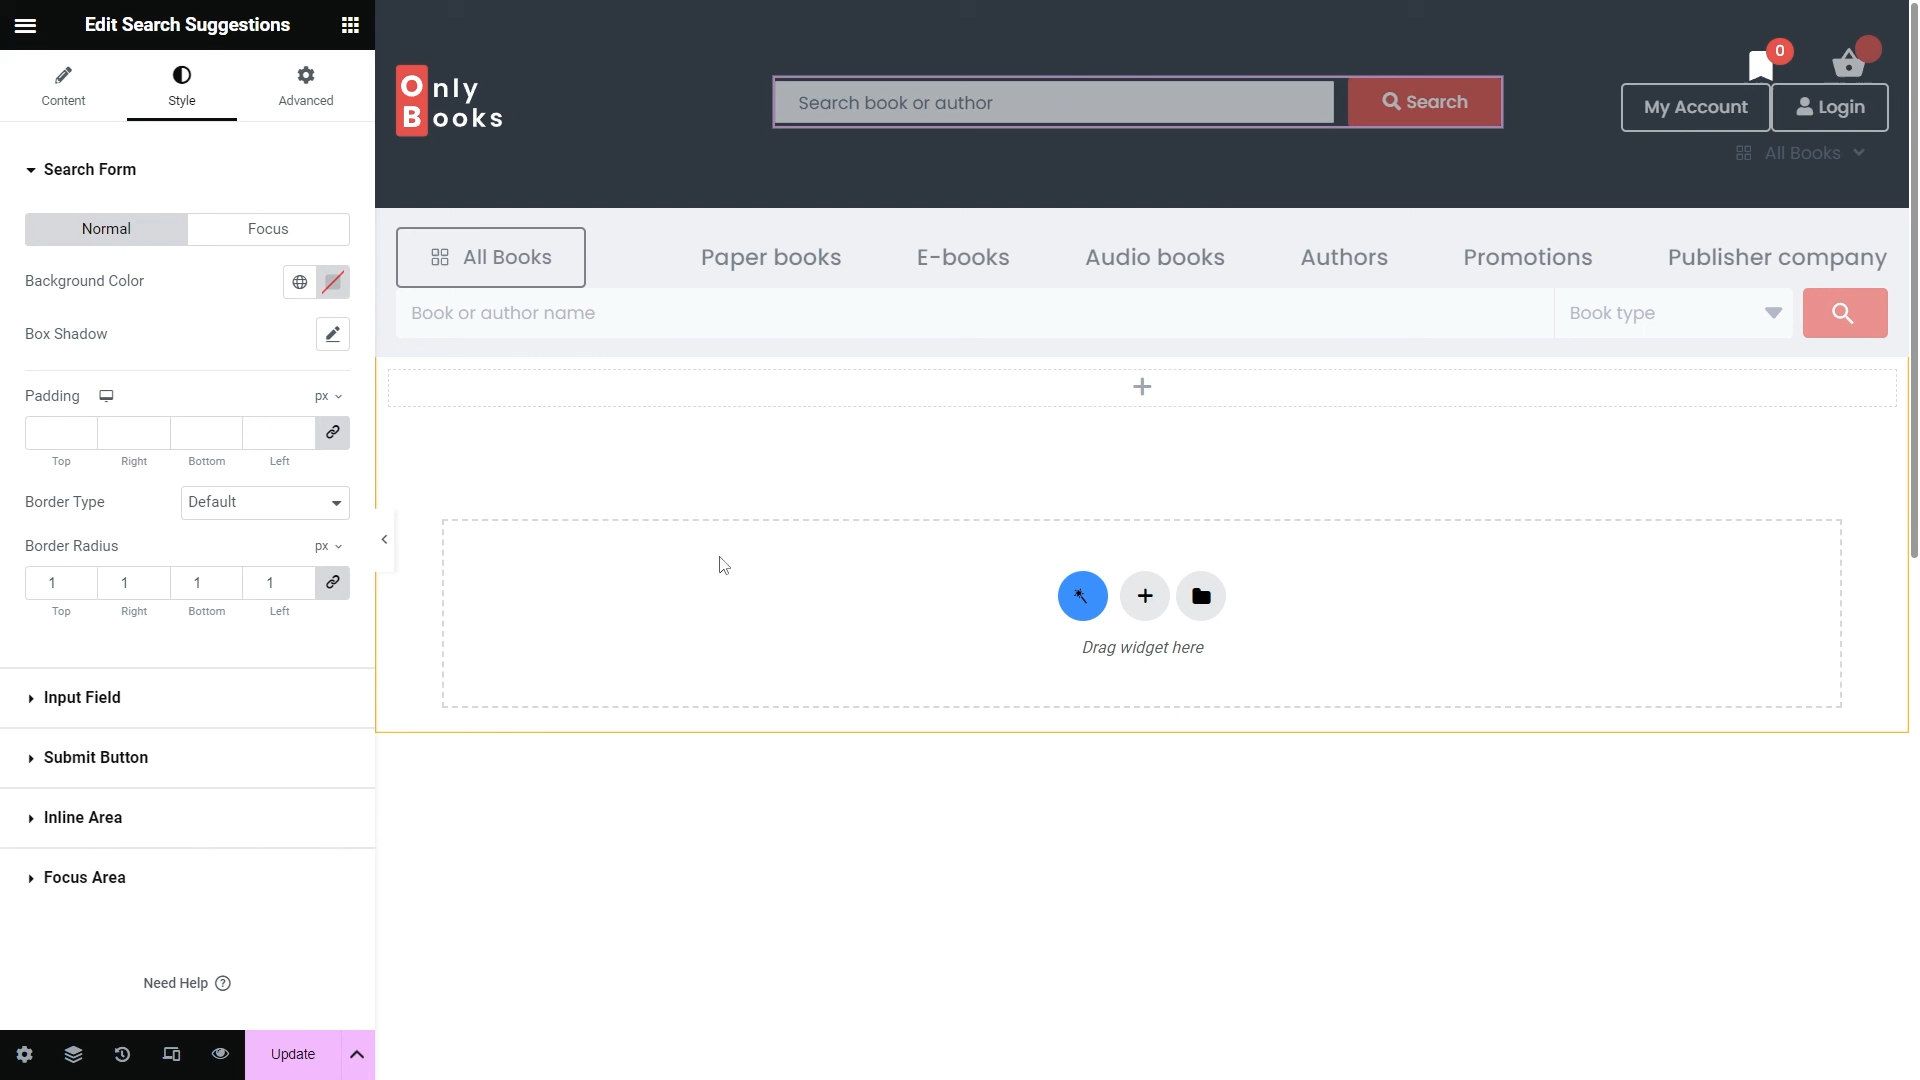 Edit Search Suggestions
Content
Style
Advanced
Search Form
Normal
Focus
Background Color
Box Shadow
Padding
px
Top
Right
Bottom
Left
Border Type
Default
Border Radius
px
1
1
1
1
Top
Right
Bottom
Left
Input Field
Submit Button
Inline Area
Focus Area
Need Help
Update
Only
Books
Search book or author
Search
0
My Account
Login
All Books
All Books
Paper books
E-books
Audio books
Authors
Promotions
Publisher company
Book or author name
Book type
Drag widget here